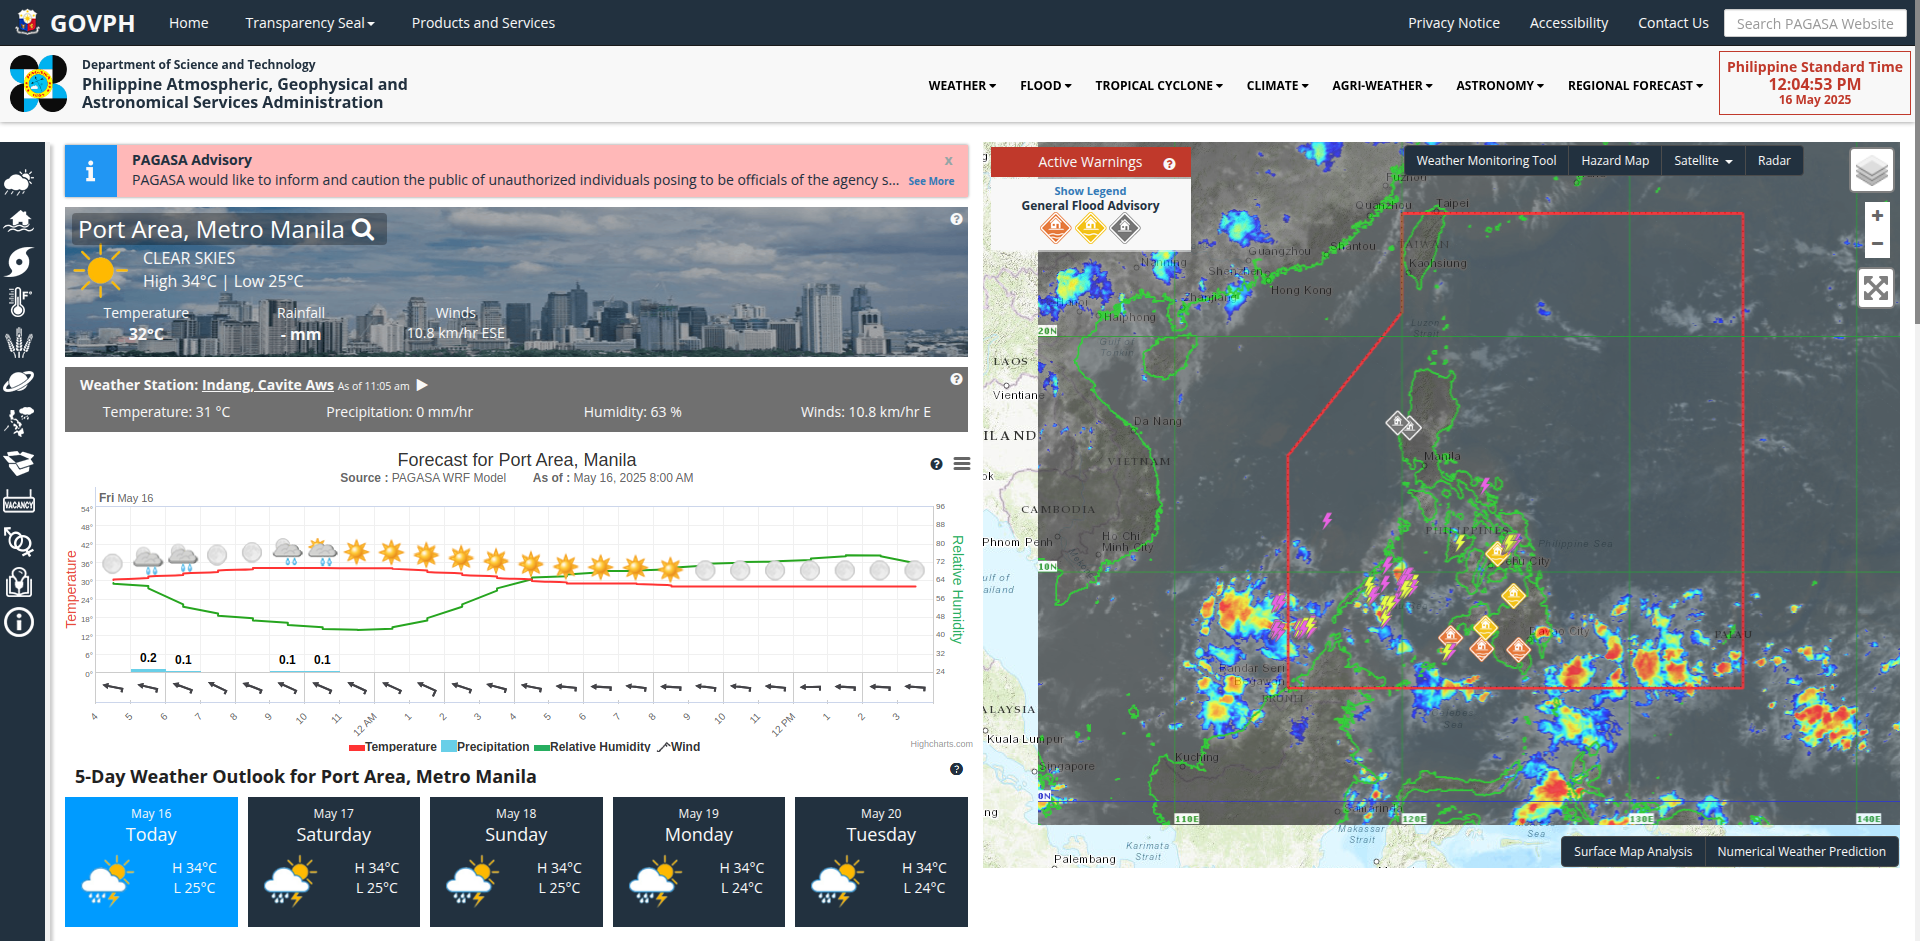 GOVPH
Home
Transparency Seal
Products and Services
Privacy Notice
Accessibility
Contact Us
Search PAGASA Website
Department of Science and Technology
Philippine Atmospheric, Geophysical and
Astronomical Services Administration
WEATHER
FLOOD
TROPICAL CYCLONE
CLIMATE
AGRI-WEATHER
ASTRONOMY
REGIONAL FORECAST
Philippine Standard Time
12:04:53 PM
16 May 2025
VACANCY
PAGASA Advisory
x
PAGASA would like to inform and caution the public of unauthorized individuals posing to be officials of the agency s... See More
Port Area, Metro Manila
CLEAR SKIES
High 34°C | Low 25°C
Temperature
32°C
Rainfall
- mm
Winds
10.8 km/hr ESE
Weather Station: Indang, Cavite Aws As of 11:05 am
Temperature: 31 °C
Precipitation: 0 mm/hr
Humidity: 63 %
Winds: 10.8 km/hr E
Forecast for Port Area, Manila
Source : PAGASA WRF Model As of : May 16, 2025 8:00 AM
Fri May 16
Temperature
54°
48°
42°
36°
30°
24°
18°
12°
6°
0°
0.2
0.1
0.1
0.1
96
88
80
72
64
56
48
40
32
24
Relative Humidity
4
5
6
7
8
9
10
11
12 AM
1
2
3
4
5
6
7
8
9
10
11
12 PM
1
2
3
Temperature
Precipitation
Relative Humidity
Wind
Highcharts.com
5-Day Weather Outlook for Port Area, Metro Manila
May 16
Today
H 34°C
L 25°C
May 17
Saturday
H 34°C
L 25°C
May 18
Sunday
H 34°C
L 25°C
May 19
Monday
H 34°C
L 24°C
May 20
Tuesday
H 34°C
L 24°C
Active Warnings
Show Legend
General Flood Advisory
Weather Monitoring Tool
Hazard Map
Satellite
Radar
+
−
Fuzhou
Quanzhou
Taipei
Shantou
TAIWAN
Kaohsiung
Guangzhou
Nanning
Shenzhen
Hong Kong
Zhanjiang
Hanoi
Haiphong
Gulf of
Tonkin
Luzon
Strait
20N
LAOS
Vientiane
Da Nang
ILAND
VIETNAM
Manila
ok
CAMBODIA
PHILIPPINES
Philippine Sea
Ho Chi
Minh City
Phnom Penh
Cebu City
10N
ulf of
ailand
Davao City
PALAU
Bandar Seri
Begawan
BRUNEI
ALAYSIA
Celebes
Sea
Kuala Lumpur
Kuching
Singapore
0N
ng
Samarinda
110E
120E
130E
140E
Makassar
Strait
Sea
Karimata
Strait
Palembang
Surface Map Analysis
Numerical Weather Prediction